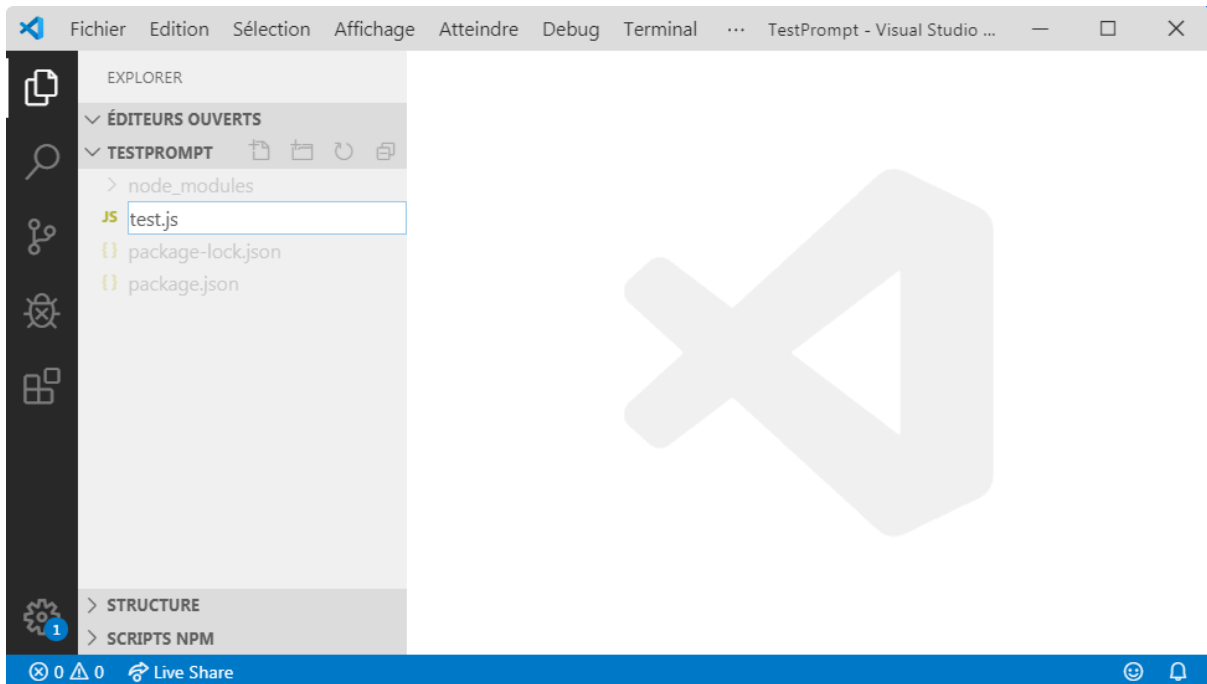 Fichier Edition Sélection Affichage Atteindre Debug Terminal ··· TestPrompt - Visual Studio ...
EXPLORER
ÉDITEURS OUVERTS
TESTPROMPT
node_modules
JS test.js
{} package-lock.json
{} package.json
STRUCTURE
1
SCRIPTS NPM
0 0 Live Share